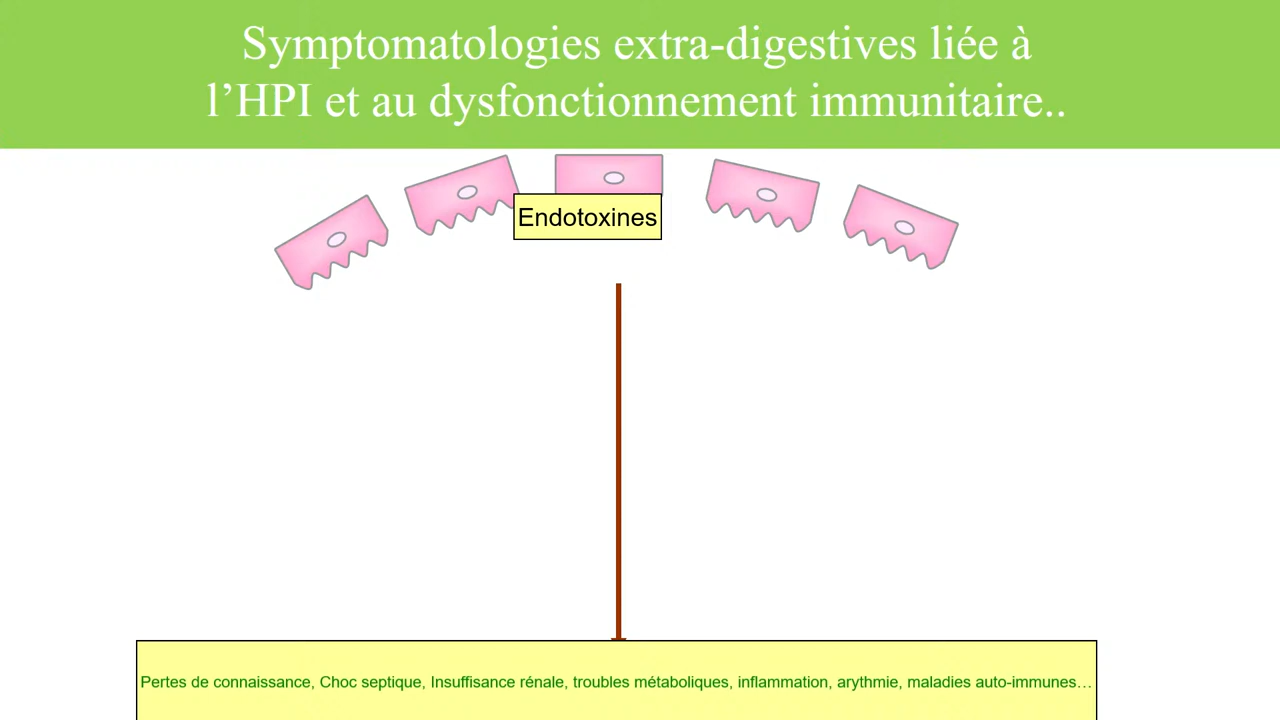 Symptomatologies extra-digestives liée à
l’HPI et au dysfonctionnement immunitaire..
Endotoxines
Pertes de connaissance, Choc septique, Insuffisance rénale, troubles métaboliques, inflammation, arythmie, maladies auto-immunes…